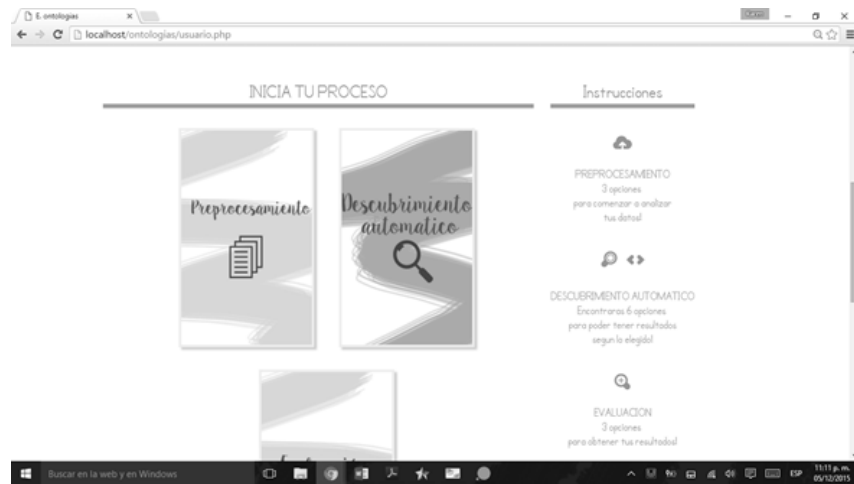 E. ontologias
localhost/ontologias/usuario.php
INICIA TU PROCESO
Preprocesamiento
Descubrimiento
automatico
Instrucciones
PREPROCESAMIENTO
3 opciones
para comenzar a analizar
tus datos!
DESCUBRIMIENTO AUTOMATICO
Encontraras 6 opciones
para poder tener resultados
segun lo elegido!
EVALUACION
3 opciones
para obtener tus resultados!
Buscar en la web y en Windows
ESP
11:11 p. m.
05/12/2015